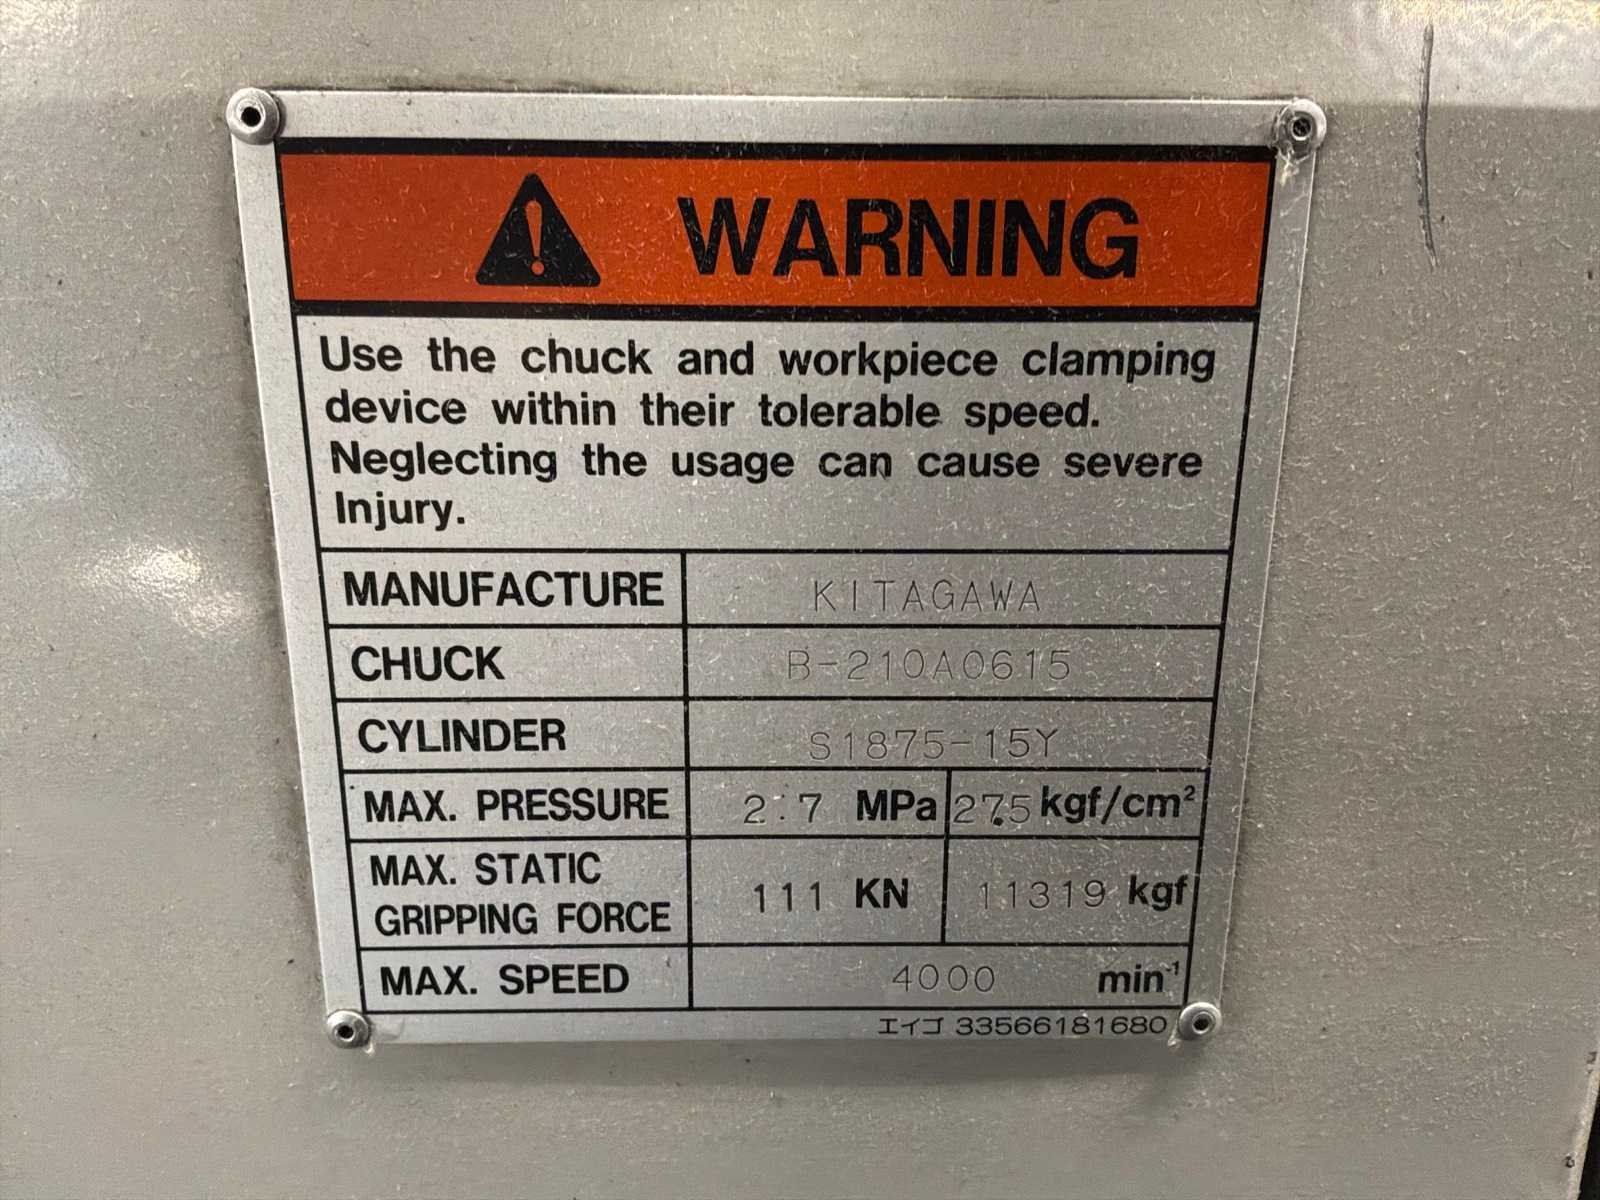 WARNING
Use the chuck and workpiece clamping
device within their tolerable speed.
Neglecting the usage can cause severe
Injury.
MANUFACTURE KITAGAWA
CHUCK B-210A0615
CYLINDER S1875-15Y
MAX. PRESSURE 2.7 MPa 27.5 kgf/cm²
MAX. STATIC
GRIPPING FORCE 111 KN 11319 kgf
MAX. SPEED 4000 min⁻¹
エイゴ 33566181680